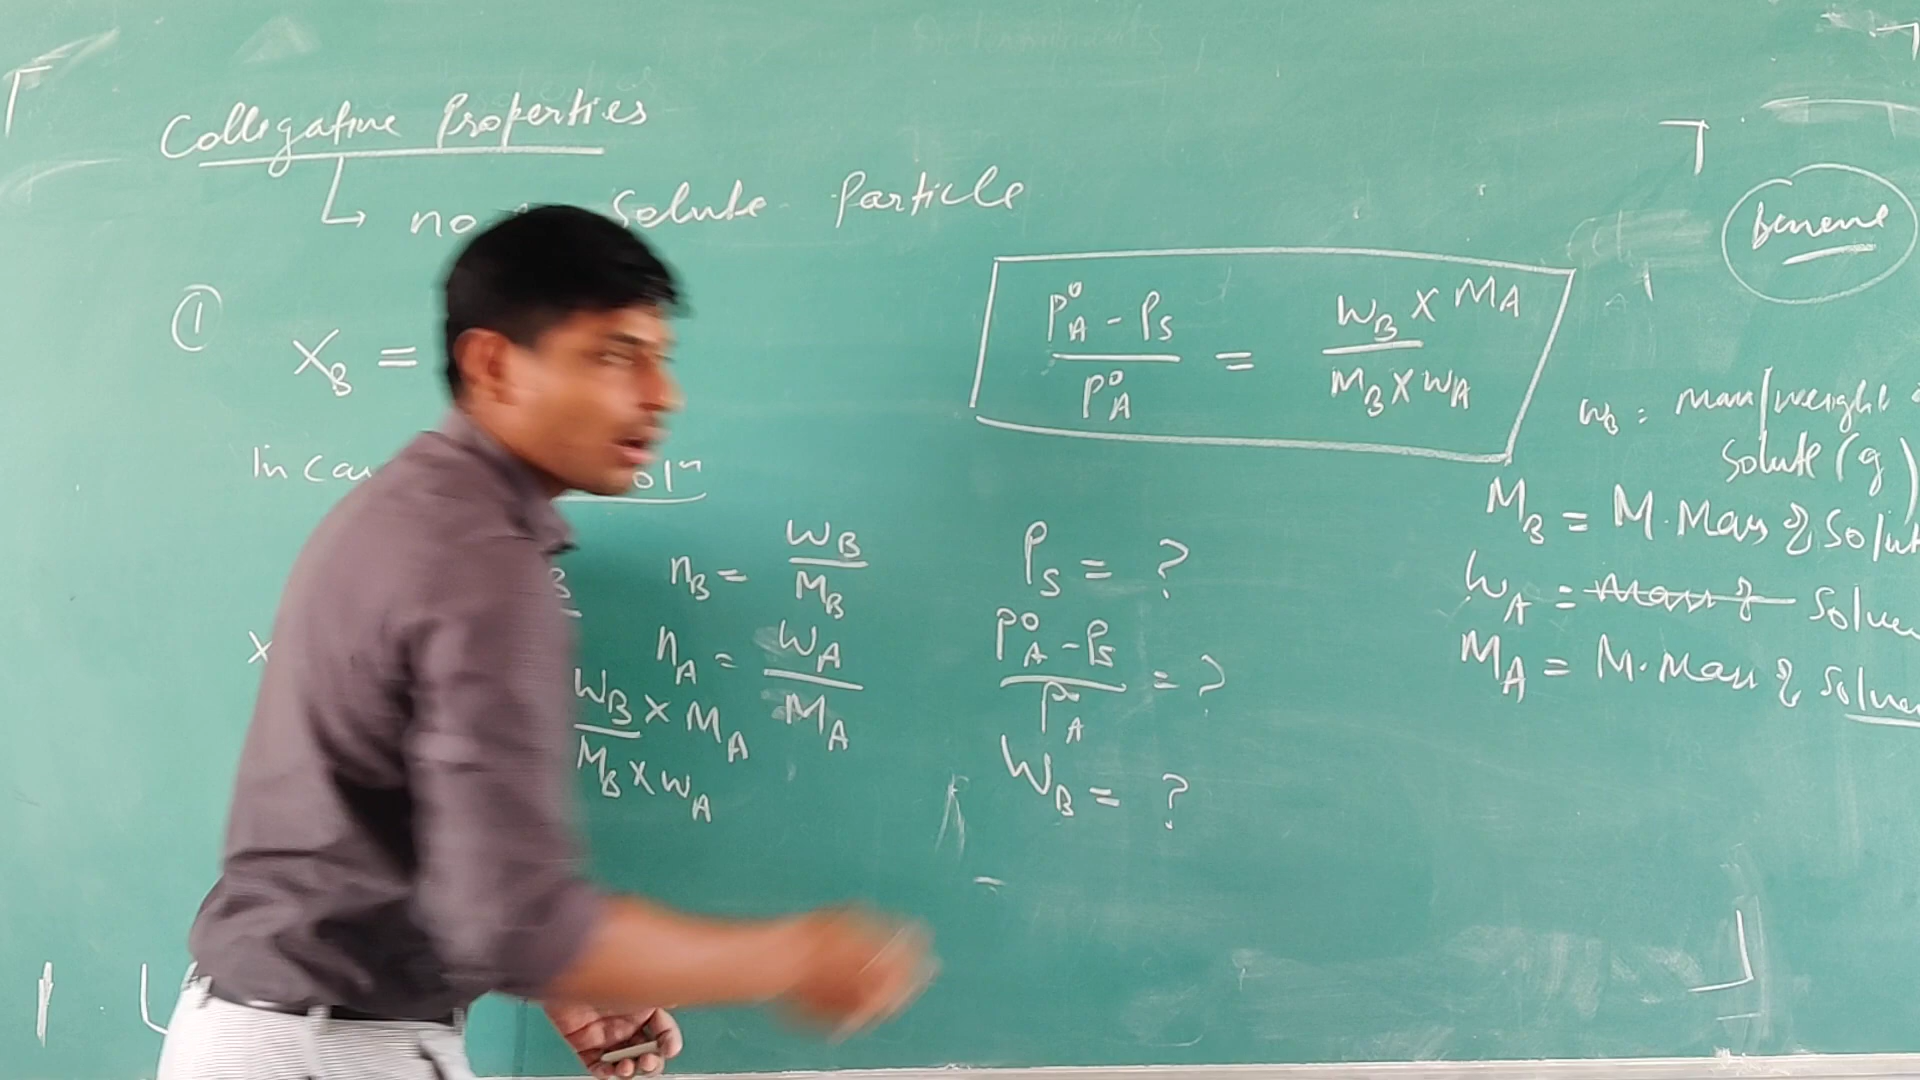 Colligative Properties
no solute Particle
①
X_B =
In
P°_A - P_S / P°_A = W_B × M_A / M_B × W_A
n_B = W_B / M_B
n_A = W_A / M_A
W_B × M_A / M_B × W_A
P_S = ?
P°_A - P_S / P°_A = ?
W_B = ?
W_B : mass/weight
solute (g)
M_B = M. Mass of Solut
W_A = Mass of Solven
M_A = M. Mass of Solven